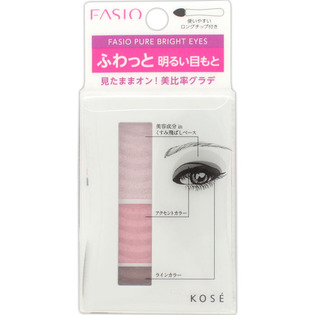 FASIO
使いやすい
ロングチップ付き
FASIO PURE BRIGHT EYES
ふわっと 明るい目もと
見たままオン！美比率グラデ
美容成分 in
くすみ飛ばしベース
アクセントカラー
ラインカラー
KOSÉ